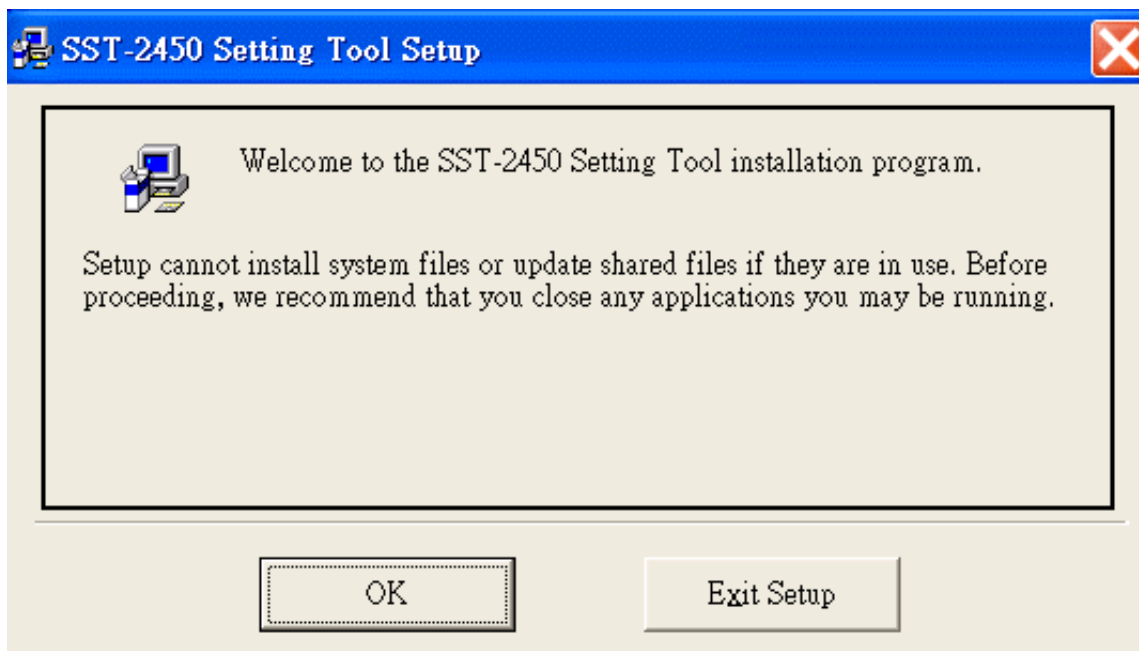 SST-2450 Setting Tool Setup
Welcome to the SST-2450 Setting Tool installation program.
Setup cannot install system files or update shared files if they are in use. Before
proceeding, we recommend that you close any applications you may be running.
OK
Exit Setup